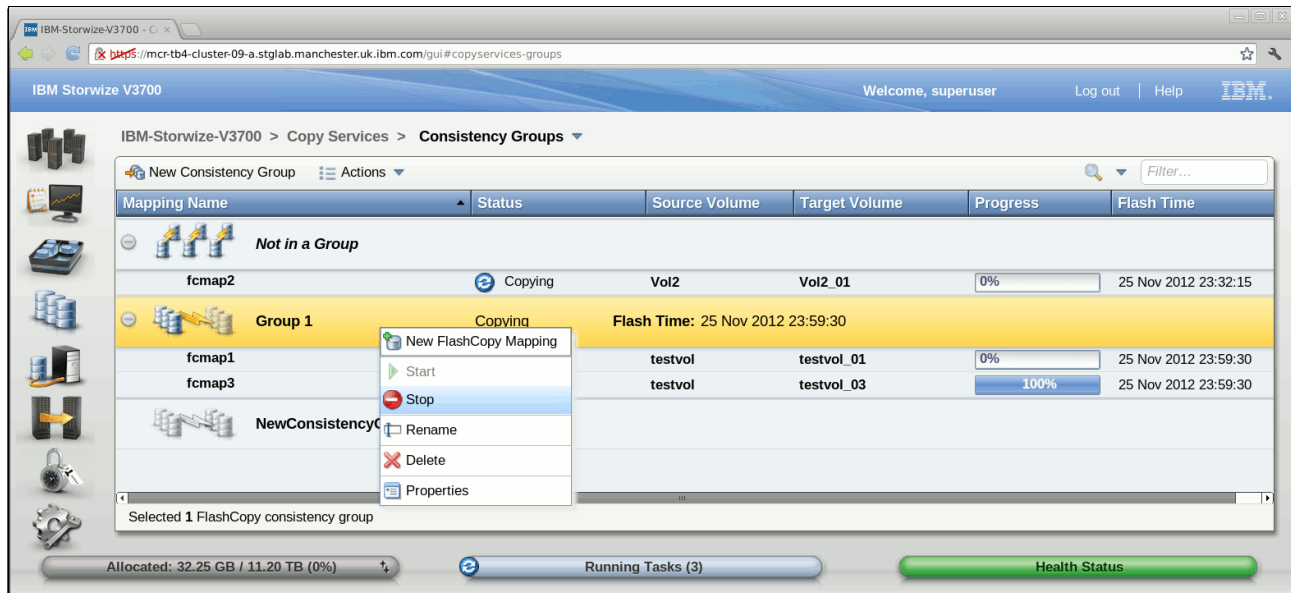 IBM-Storwize-V3700 - C
https://mcr-tb4-cluster-09-a.stglab.manchester.uk.ibm.com/gui#copyservices-groups
IBM Storwize V3700 Welcome, superuser Log out | Help IBM.
IBM-Storwize-V3700 > Copy Services > Consistency Groups
New Consistency Group Actions Filter...
Mapping Name Status Source Volume Target Volume Progress Flash Time
Not in a Group
fcmap2 Copying Vol2 Vol2_01 0% 25 Nov 2012 23:32:15
Group 1 Copying Flash Time: 25 Nov 2012 23:59:30
New FlashCopy Mapping
fcmap1 testvol testvol_01 0% 25 Nov 2012 23:59:30
Start
fcmap3 testvol testvol_03 100% 25 Nov 2012 23:59:30
Stop
NewConsistency
Rename
Delete
Properties
Selected 1 FlashCopy consistency group
Allocated: 32.25 GB / 11.20 TB (0%) Running Tasks (3) Health Status